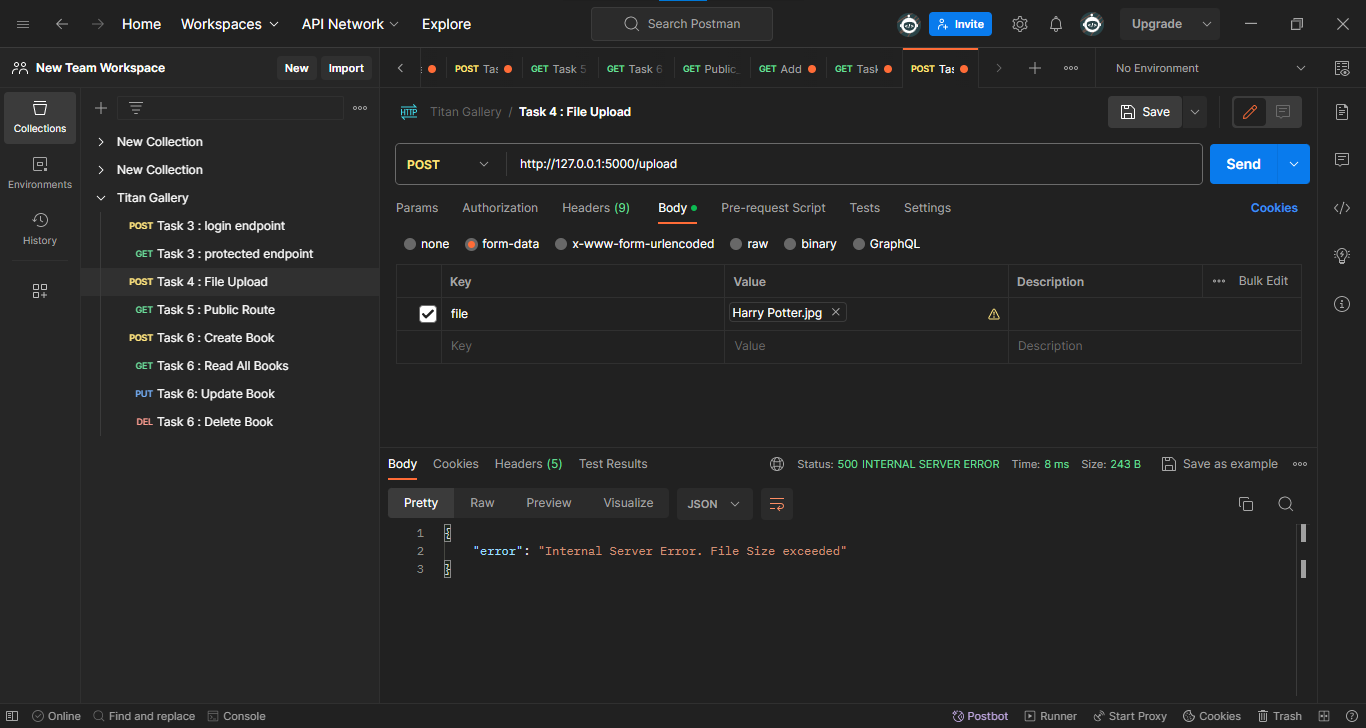 Home Workspaces API Network Explore Search Postman Invite Upgrade
New Team Workspace New Import
POST Tas GET Task 5 GET Task 6 GET Public_ GET Add POST Tas No Environment
GET Task
Collections
Environments
History
New Collection
New Collection
Titan Gallery
POST Task 3 : login endpoint
GET Task 3 : protected endpoint
POST Task 4 : File Upload
GET Task 5 : Public Route
POST Task 6 : Create Book
GET Task 6 : Read All Books
PUT Task 6: Update Book
DEL Task 6 : Delete Book
HTTP Titan Gallery / Task 4 : File Upload Save
POST http://127.0.0.1:5000/upload Send
Params Authorization Headers (9) Body Pre-request Script Tests Settings Cookies
none form-data x-www-form-urlencoded raw binary GraphQL
Key Value Description Bulk Edit
file Harry Potter.jpg
Key Value Description
Body Cookies Headers (5) Test Results Status: 500 INTERNAL SERVER ERROR Time: 8 ms Size: 243 B Save as example
Pretty Raw Preview Visualize JSON
1 {
2 "error": "Internal Server Error. File Size exceeded"
3 }
Online Find and replace Console Postbot Runner Start Proxy Cookies Trash